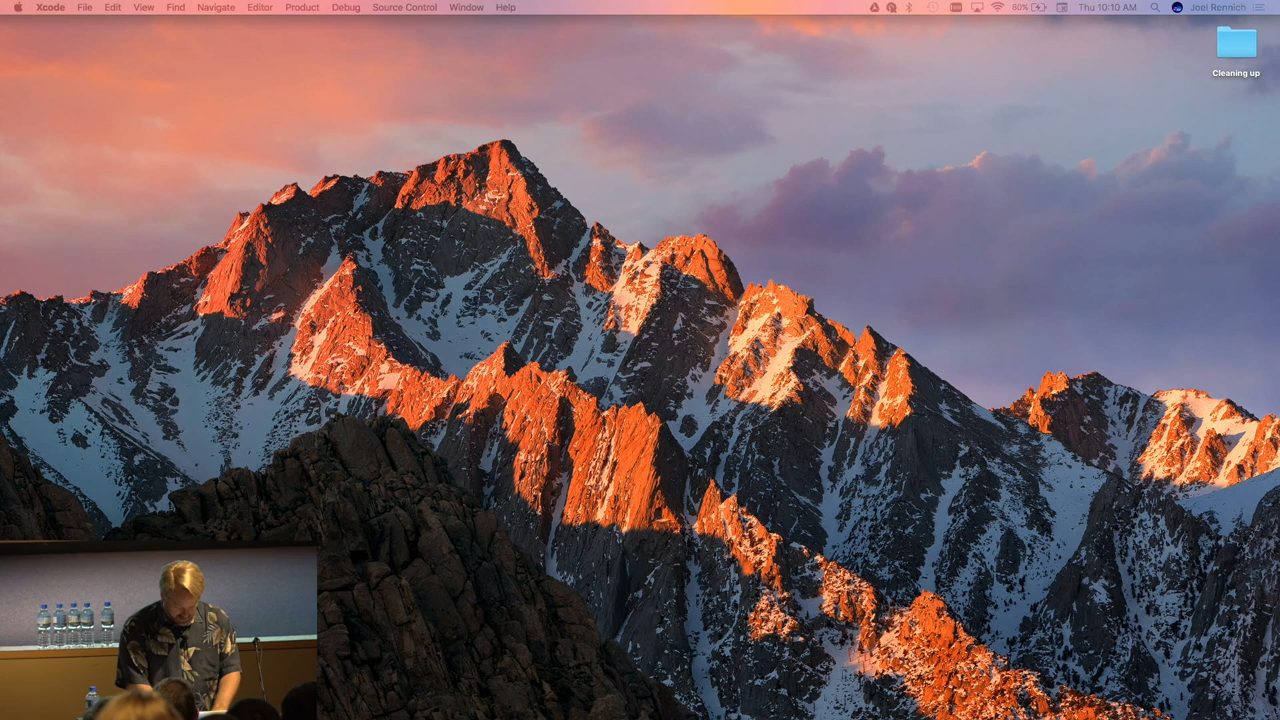 Xcode File Edit View Find Navigate Editor Product Debug Source Control Window Help 80% Thu 10:10 AM Joel Rennich
Cleaning up